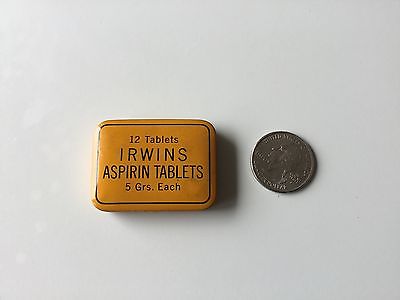 12 Tablets
IRWINS
ASPIRIN TABLETS
5 Grs. Each